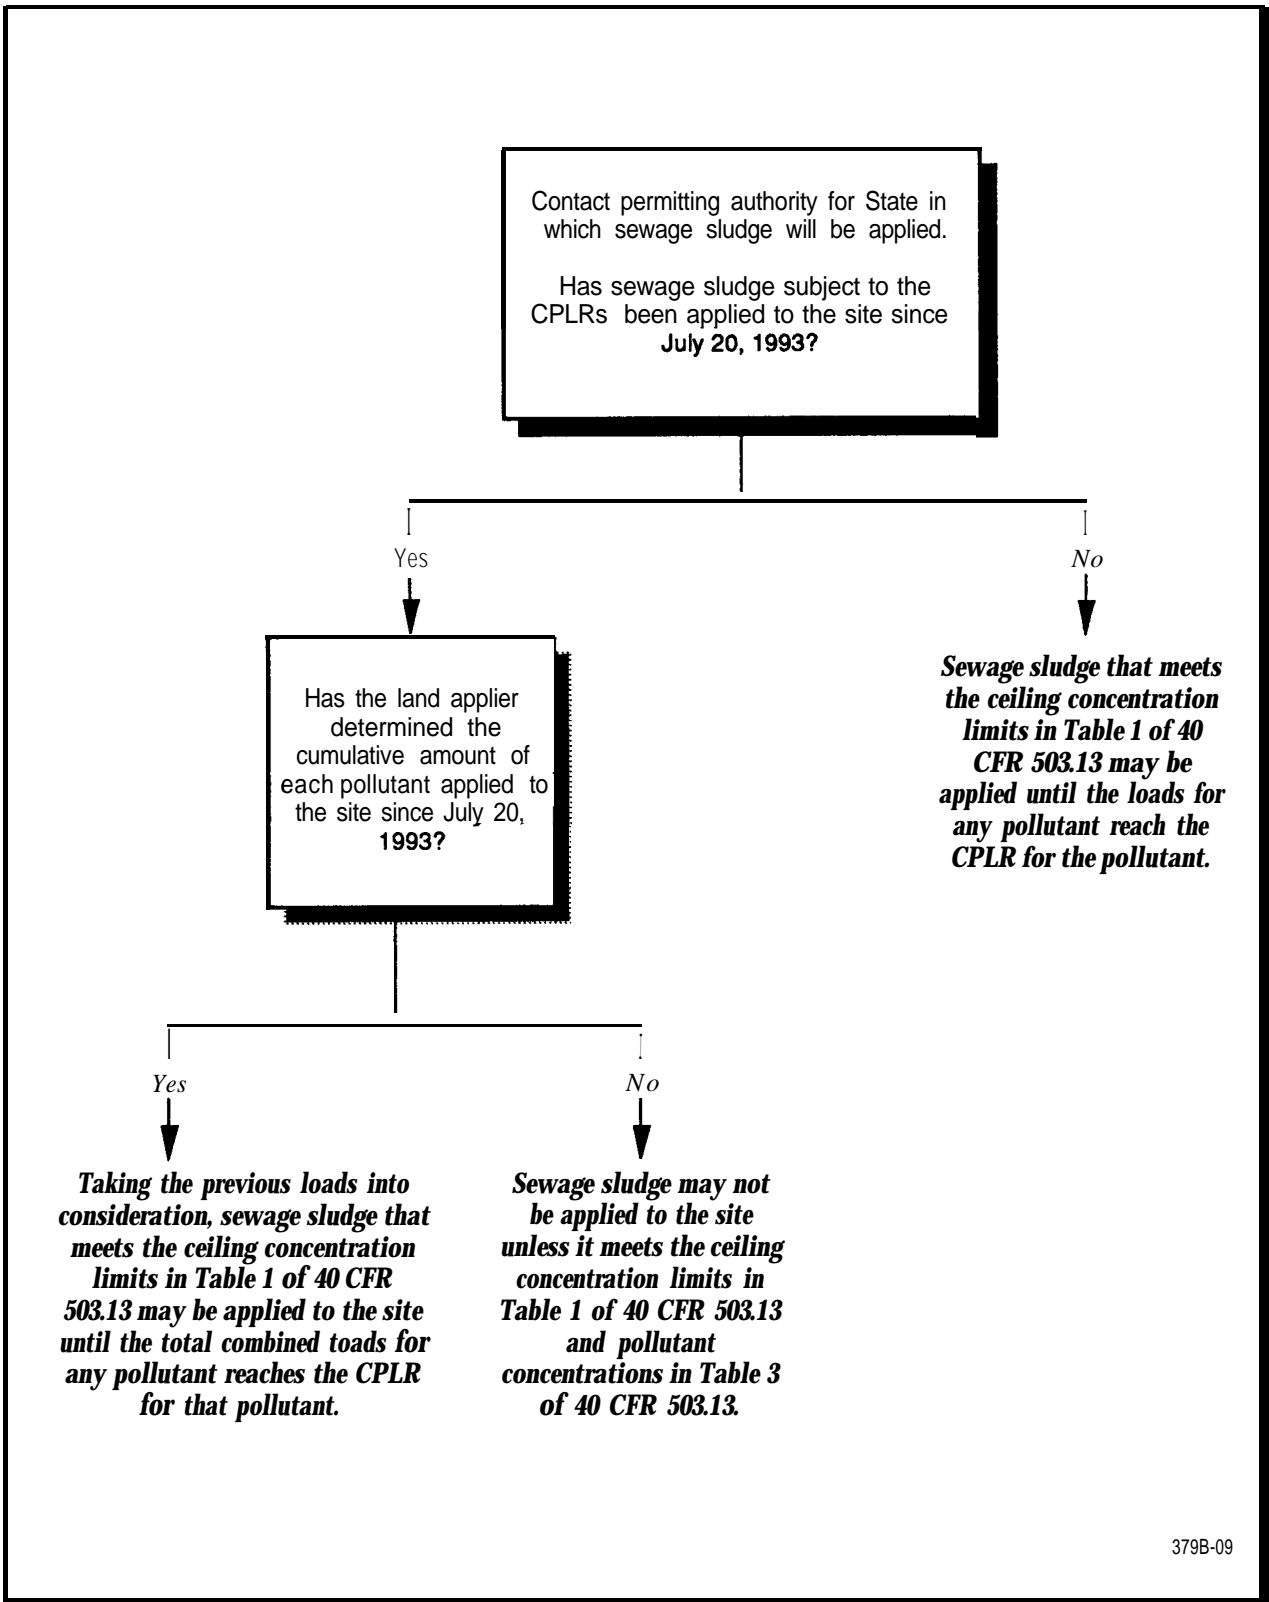 Contact permitting authority for State in
which sewage sludge will be applied.
Has sewage sludge subject to the
CPLRs been applied to the site since
July 20, 1993?
Yes
No
Has the land applier
determined the
cumulative amount of
each pollutant applied to
the site since July 20,
1993?
Sewage sludge that meets
the ceiling concentration
limits in Table 1 of 40
CFR 503.13 may be
applied until the loads for
any pollutant reach the
CPLR for the pollutant.
Yes
No
Taking the previous loads into
consideration, sewage sludge that
meets the ceiling concentration
limits in Table 1 of 40 CFR
503.13 may be applied to the site
until the total combined toads for
any pollutant reaches the CPLR
for that pollutant.
Sewage sludge may not
be applied to the site
unless it meets the ceiling
concentration limits in
Table 1 of 40 CFR 503.13
and pollutant
concentrations in Table 3
of 40 CFR 503.13.
379B-09